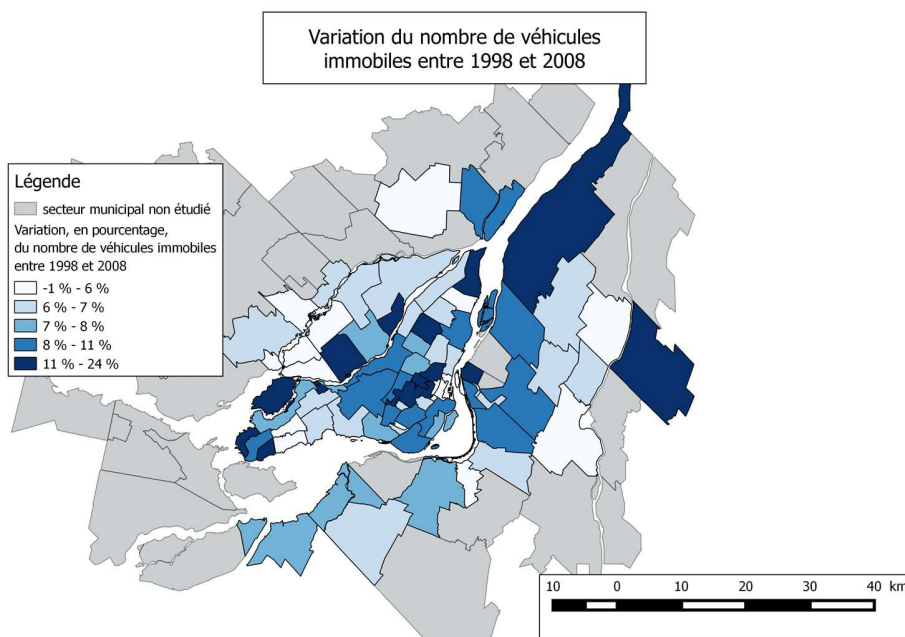 Variation du nombre de véhicules
immobiles entre 1998 et 2008
Légende
secteur municipal non étudié
Variation, en pourcentage,
du nombre de véhicules immobiles
entre 1998 et 2008
-1 % - 6 %
6 % - 7 %
7 % - 8 %
8 % - 11 %
11 % - 24 %
10 0 10 20 30 40 km